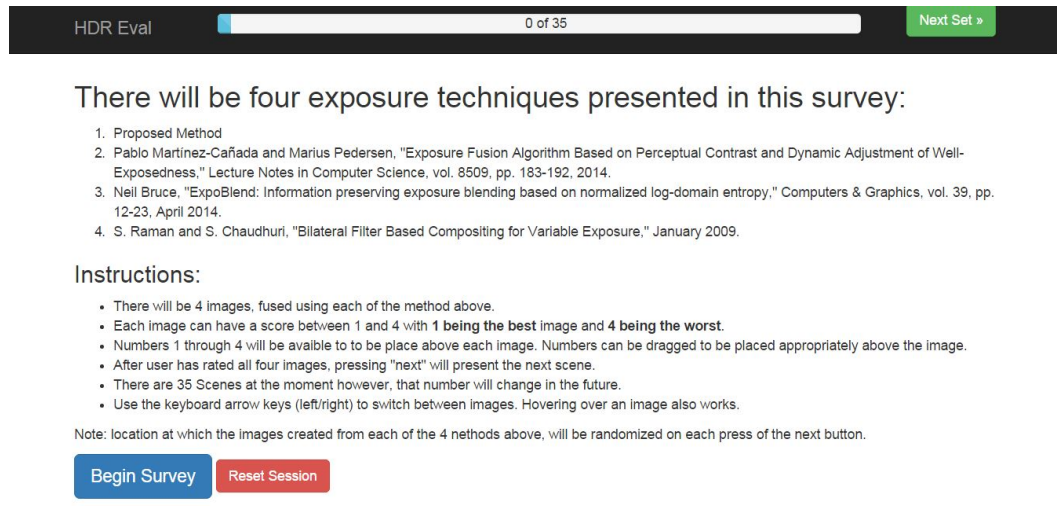 HDR Eval
0 of 35
Next Set »
There will be four exposure techniques presented in this survey:
1. Proposed Method
2. Pablo Martínez-Cañada and Marius Pedersen, "Exposure Fusion Algorithm Based on Perceptual Contrast and Dynamic Adjustment of Well-
Exposedness," Lecture Notes in Computer Science, vol. 8509, pp. 183-192, 2014.
3. Neil Bruce, "ExpoBlend: Information preserving exposure blending based on normalized log-domain entropy," Computers & Graphics, vol. 39, pp.
12-23, April 2014.
4. S. Raman and S. Chaudhuri, "Bilateral Filter Based Compositing for Variable Exposure," January 2009.
Instructions:
• There will be 4 images, fused using each of the method above.
• Each image can have a score between 1 and 4 with 1 being the best image and 4 being the worst.
• Numbers 1 through 4 will be avaible to to be place above each image. Numbers can be dragged to be placed appropriately above the image.
• After user has rated all four images, pressing "next" will present the next scene.
• There are 35 Scenes at the moment however, that number will change in the future.
• Use the keyboard arrow keys (left/right) to switch between images. Hovering over an image also works.
Note: location at which the images created from each of the 4 nethods above, will be randomized on each press of the next button.
Begin Survey
Reset Session